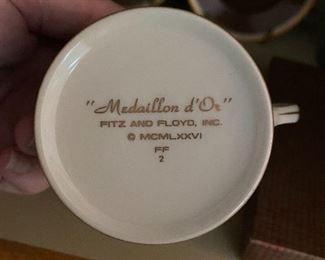 "Medaillon d'Or"
FITZ AND FLOYD, INC.
© MCMLXXVI
FF
2